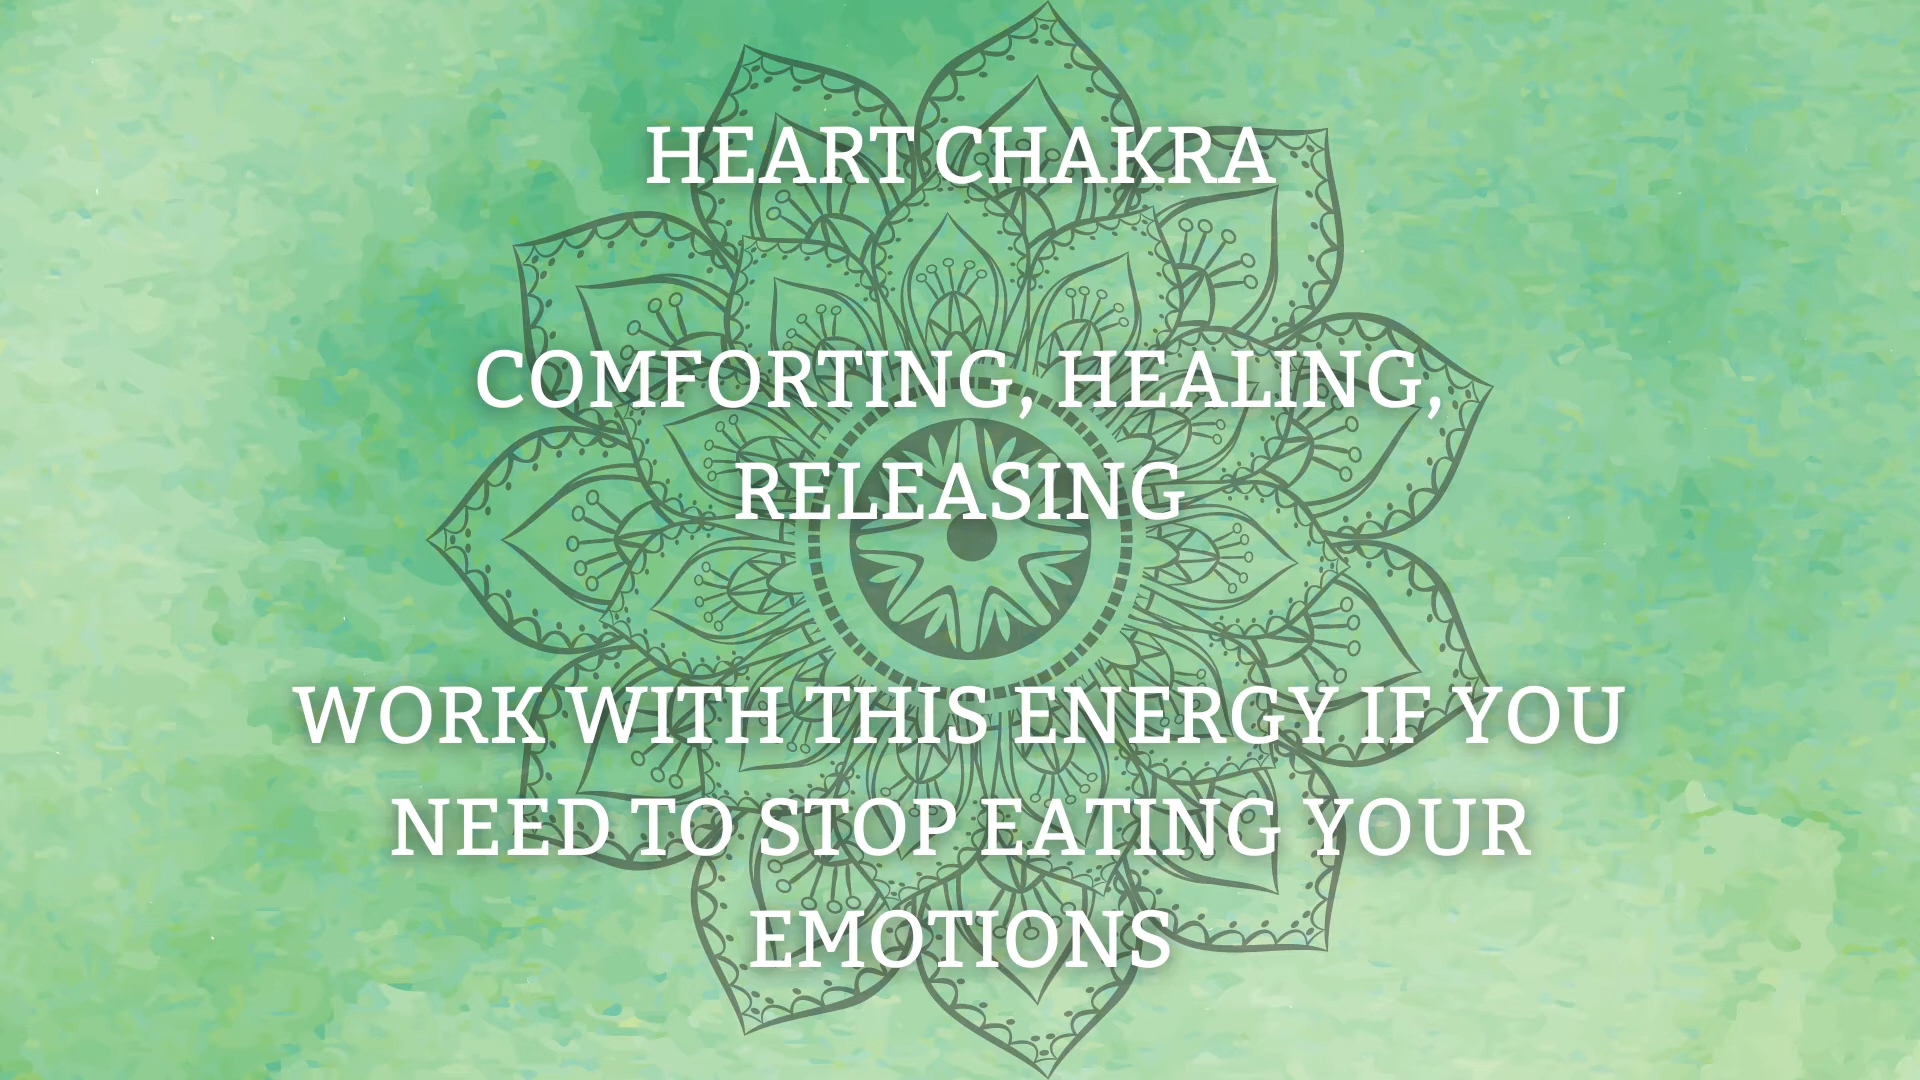 HEART CHAKRA
COMFORTING, HEALING,
RELEASING
WORK WITH THIS ENERGY IF YOU
NEED TO STOP EATING YOUR
EMOTIONS